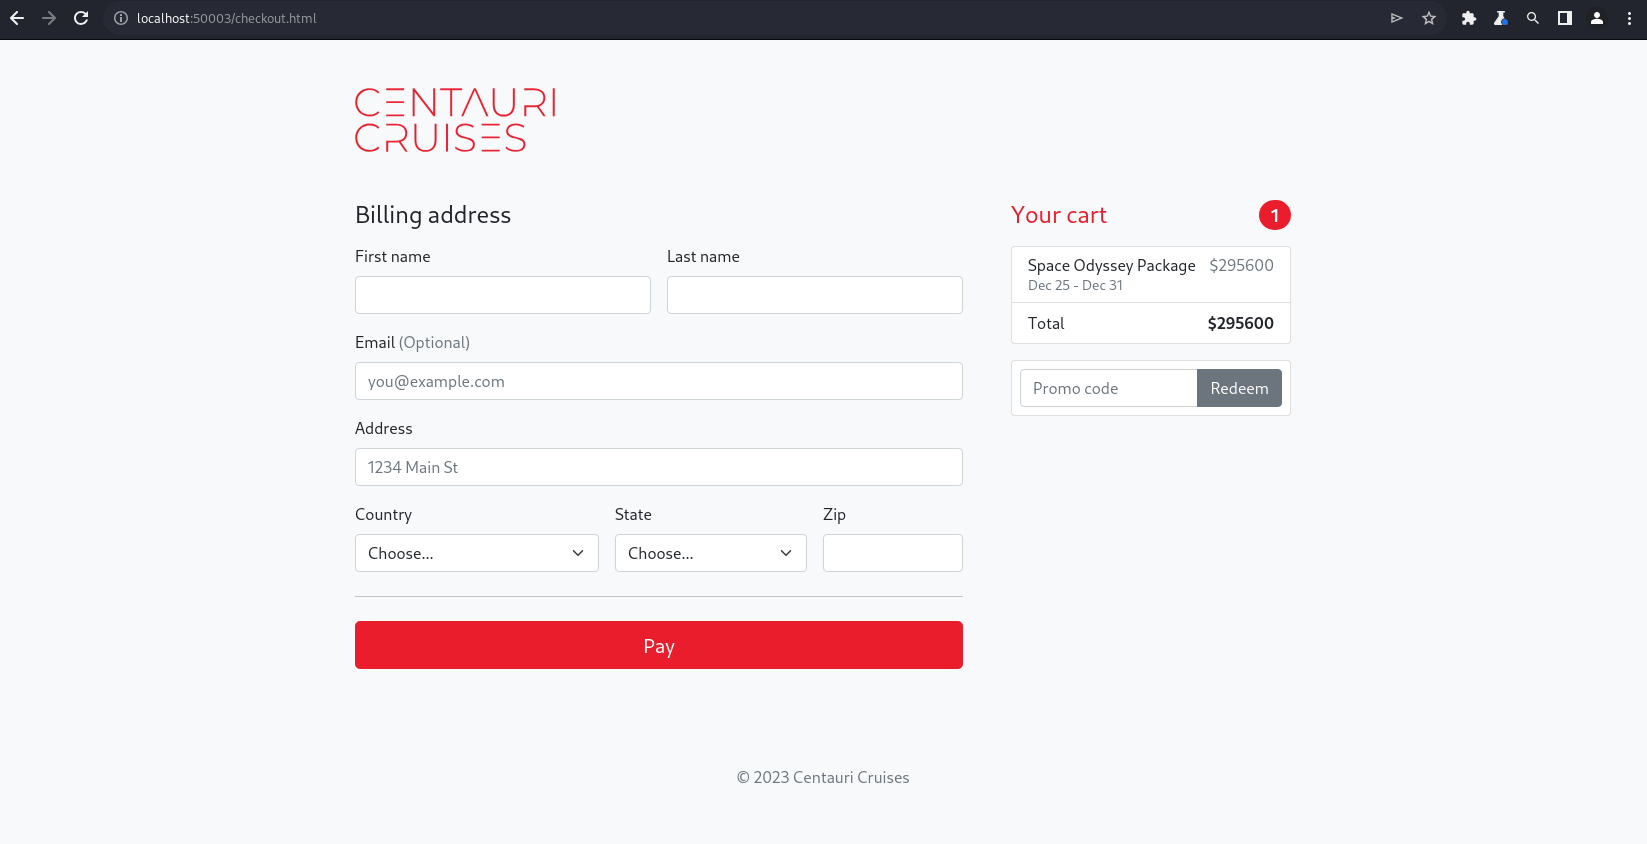 localhost:50003/checkout.html
CENTAURI
CRUISES
Billing address
First name
Last name
Email (Optional)
you@example.com
Address
1234 Main St
Country
State
Zip
Choose...
Choose...
Pay
Your cart
1
Space Odyssey Package $295600
Dec 25 - Dec 31
Total $295600
Promo code
Redeem
© 2023 Centauri Cruises